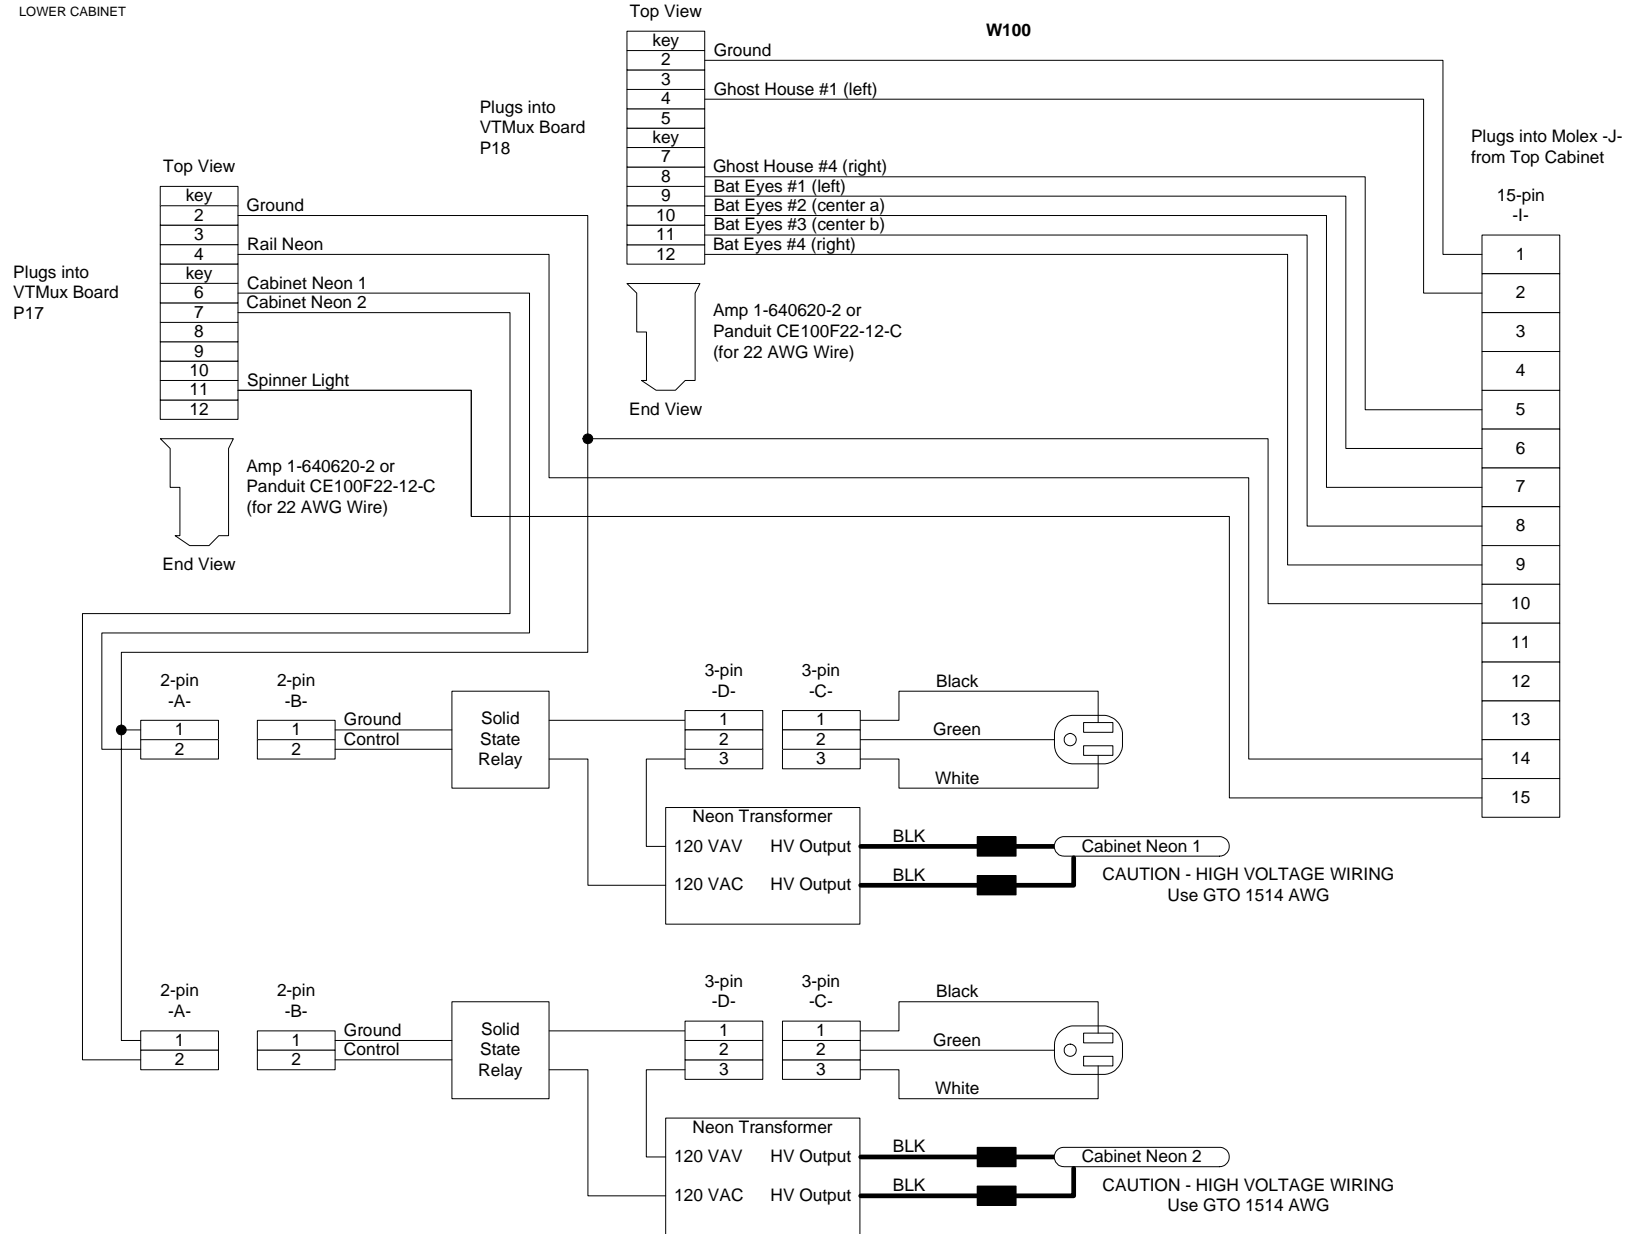 LOWER CABINET
W100
Top View
key
2
3
4
5
key
7
8
9
10
11
12
Ground
Ghost House #1 (left)
Ghost House #4 (right)
Bat Eyes #1 (left)
Bat Eyes #2 (center a)
Bat Eyes #3 (center b)
Bat Eyes #4 (right)
Plugs into
VTMux Board
P18
Amp 1-640620-2 or
Panduit CE100F22-12-C
(for 22 AWG Wire)
End View
Top View
key
2
3
4
key
6
7
8
9
10
11
12
Ground
Rail Neon
Cabinet Neon 1
Cabinet Neon 2
Spinner Light
Plugs into
VTMux Board
P17
Amp 1-640620-2 or
Panduit CE100F22-12-C
(for 22 AWG Wire)
End View
Plugs into Molex -J-
from Top Cabinet
15-pin
-I-
1
2
3
4
5
6
7
8
9
10
11
12
13
14
15
2-pin
-A-
1
2
2-pin
-B-
1
2
Ground
Control
Solid
State
Relay
3-pin
-D-
1
2
3
3-pin
-C-
1
2
3
Black
Green
White
Neon Transformer
120 VAV HV Output
120 VAC HV Output
BLK
BLK
Cabinet Neon 1
CAUTION - HIGH VOLTAGE WIRING
Use GTO 1514 AWG
2-pin
-A-
1
2
2-pin
-B-
1
2
Ground
Control
Solid
State
Relay
3-pin
-D-
1
2
3
3-pin
-C-
1
2
3
Black
Green
White
Neon Transformer
120 VAV HV Output
120 VAC HV Output
BLK
BLK
Cabinet Neon 2
CAUTION - HIGH VOLTAGE WIRING
Use GTO 1514 AWG